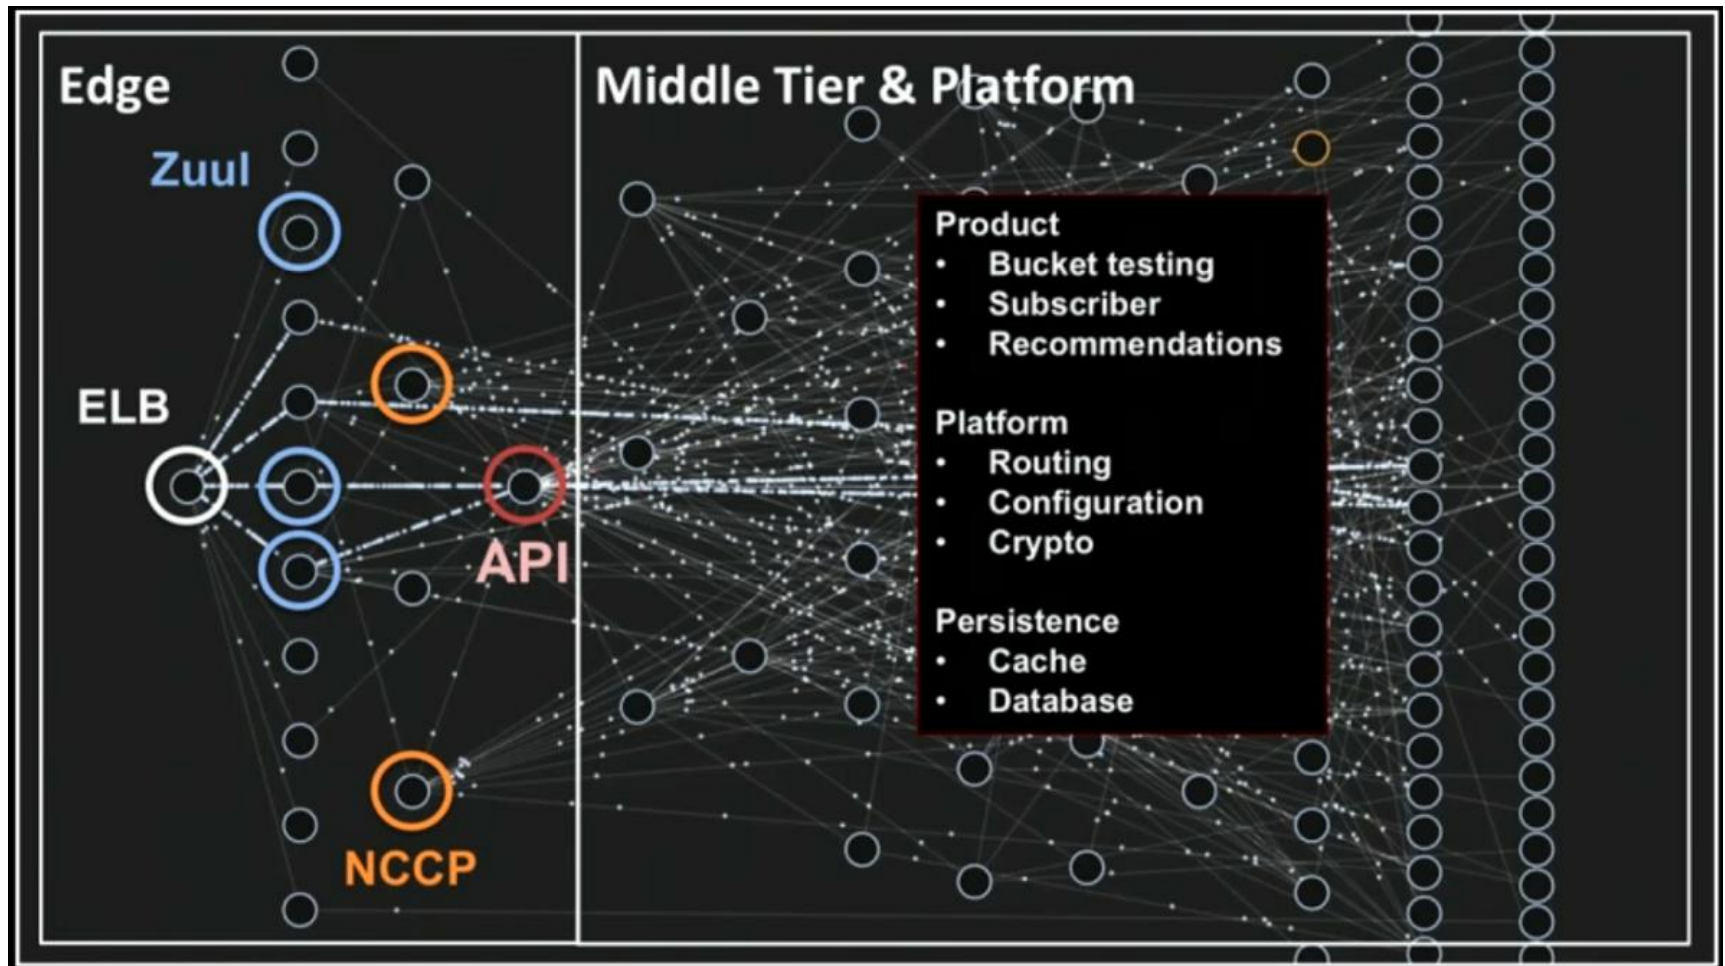 Edge
Middle Tier & Platform
Zuul
ELB
API
NCCP
Product
• Bucket testing
• Subscriber
• Recommendations
Platform
• Routing
• Configuration
• Crypto
Persistence
• Cache
• Database